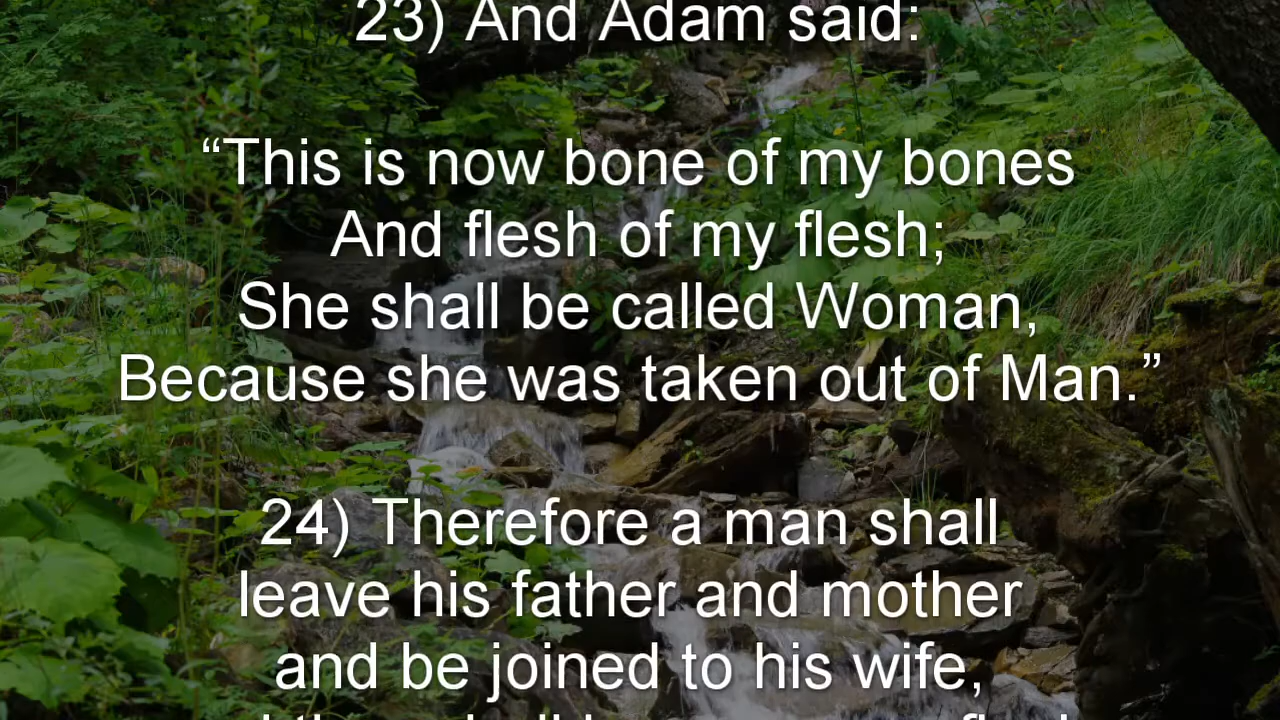 23) And Adam said:
“This is now bone of my bones
And flesh of my flesh;
She shall be called Woman,
Because she was taken out of Man.”
24) Therefore a man shall
leave his father and mother
and be joined to his wife,